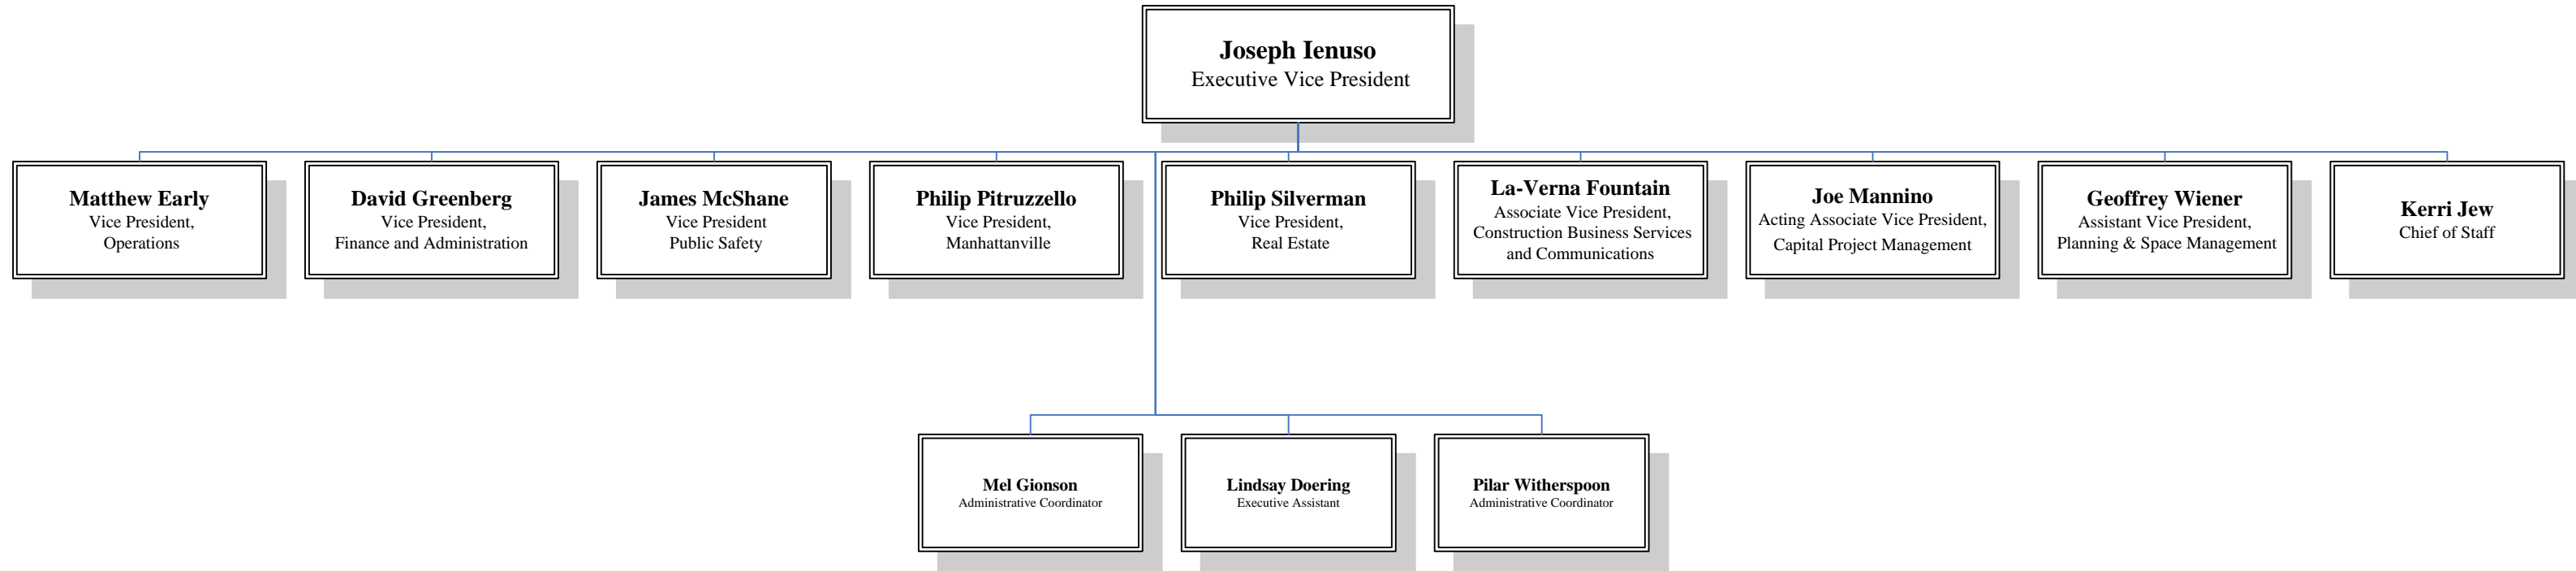 Joseph Ienuso
Executive Vice President
Matthew Early
Vice President,
Operations
David Greenberg
Vice President,
Finance and Administration
James McShane
Vice President
Public Safety
Philip Pitruzzello
Vice President,
Manhattanville
Philip Silverman
Vice President,
Real Estate
La-Verna Fountain
Associate Vice President,
Construction Business Services
and Communications
Joe Mannino
Acting Associate Vice President,
Capital Project Management
Geoffrey Wiener
Assistant Vice President,
Planning & Space Management
Kerri Jew
Chief of Staff
Mel Gionson
Administrative Coordinator
Lindsay Doering
Executive Assistant
Pilar Witherspoon
Administrative Coordinator